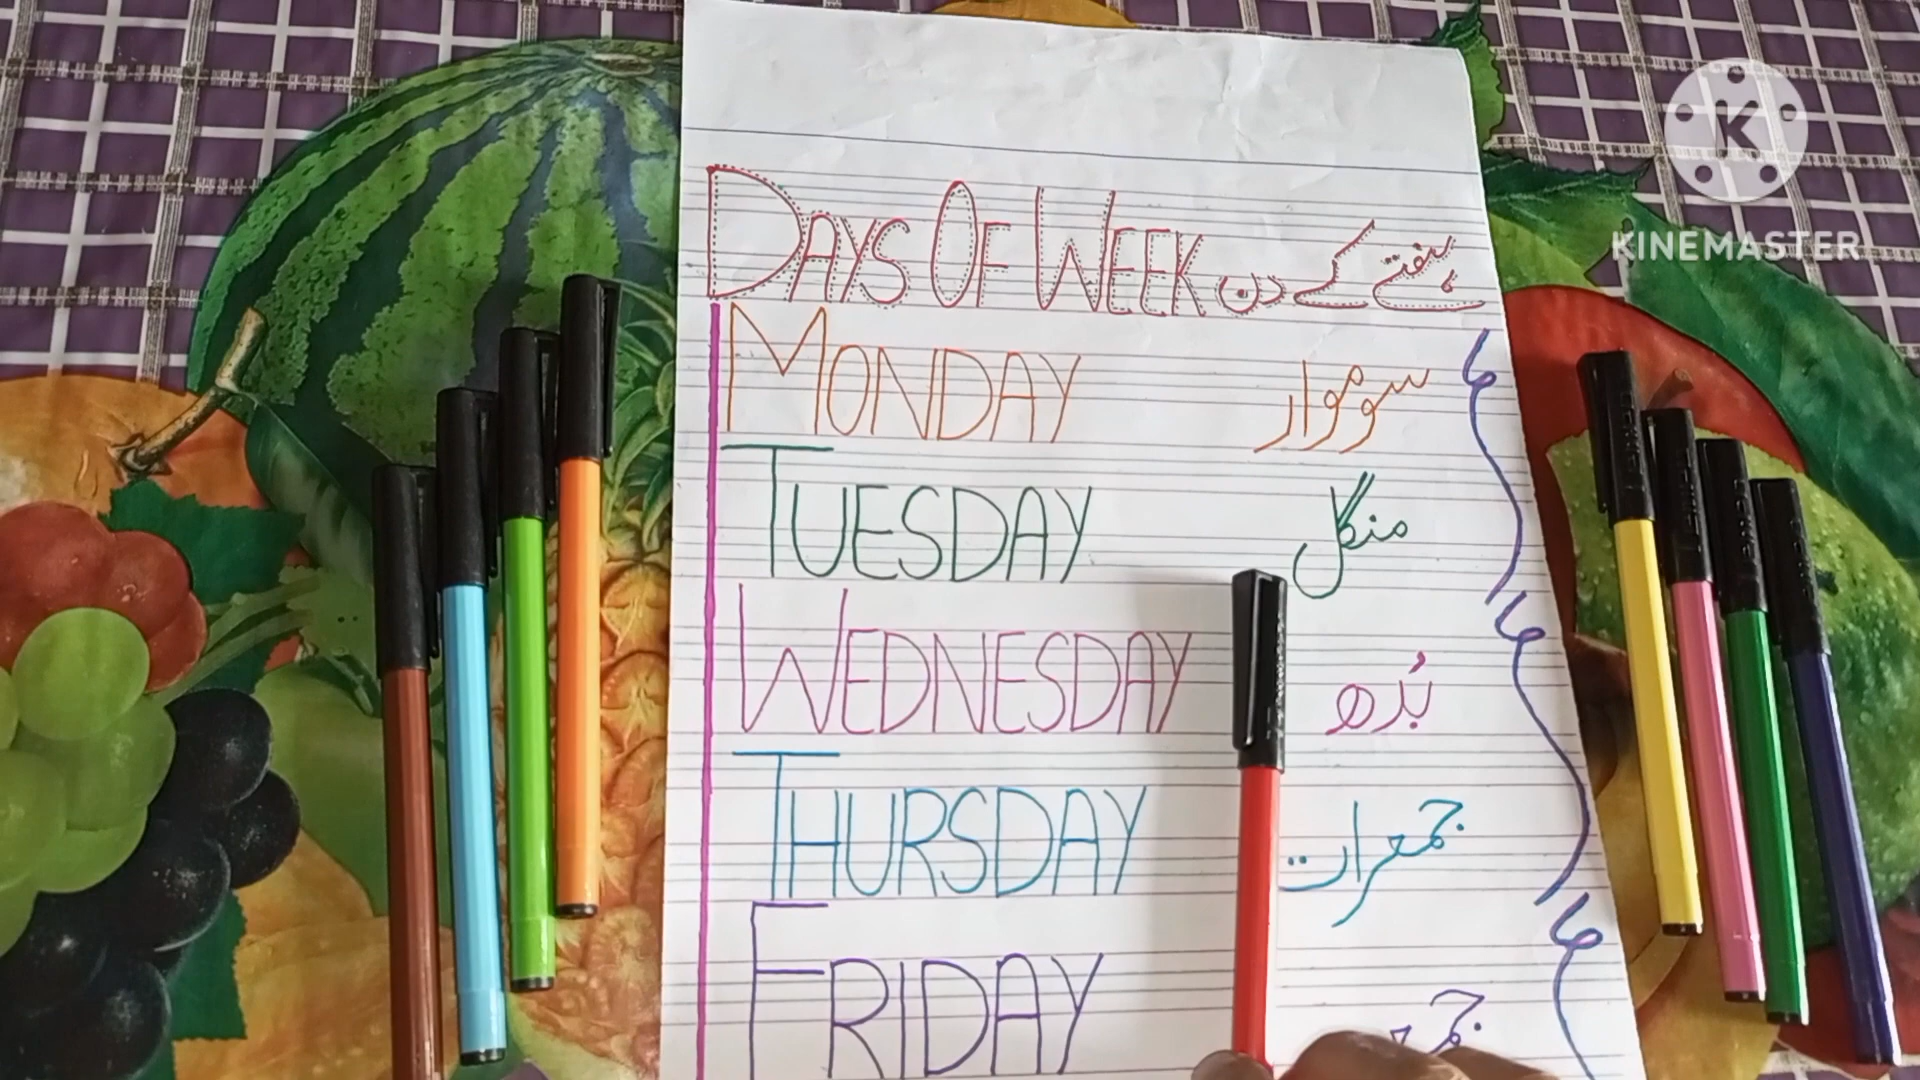 DAYS OF WEEK ہفتے کے دن
MONDAY سوموار
TUESDAY منگل
WEDNESDAY بُدھ
THURSDAY جمعرات
FRIDAY
KINEMASTER